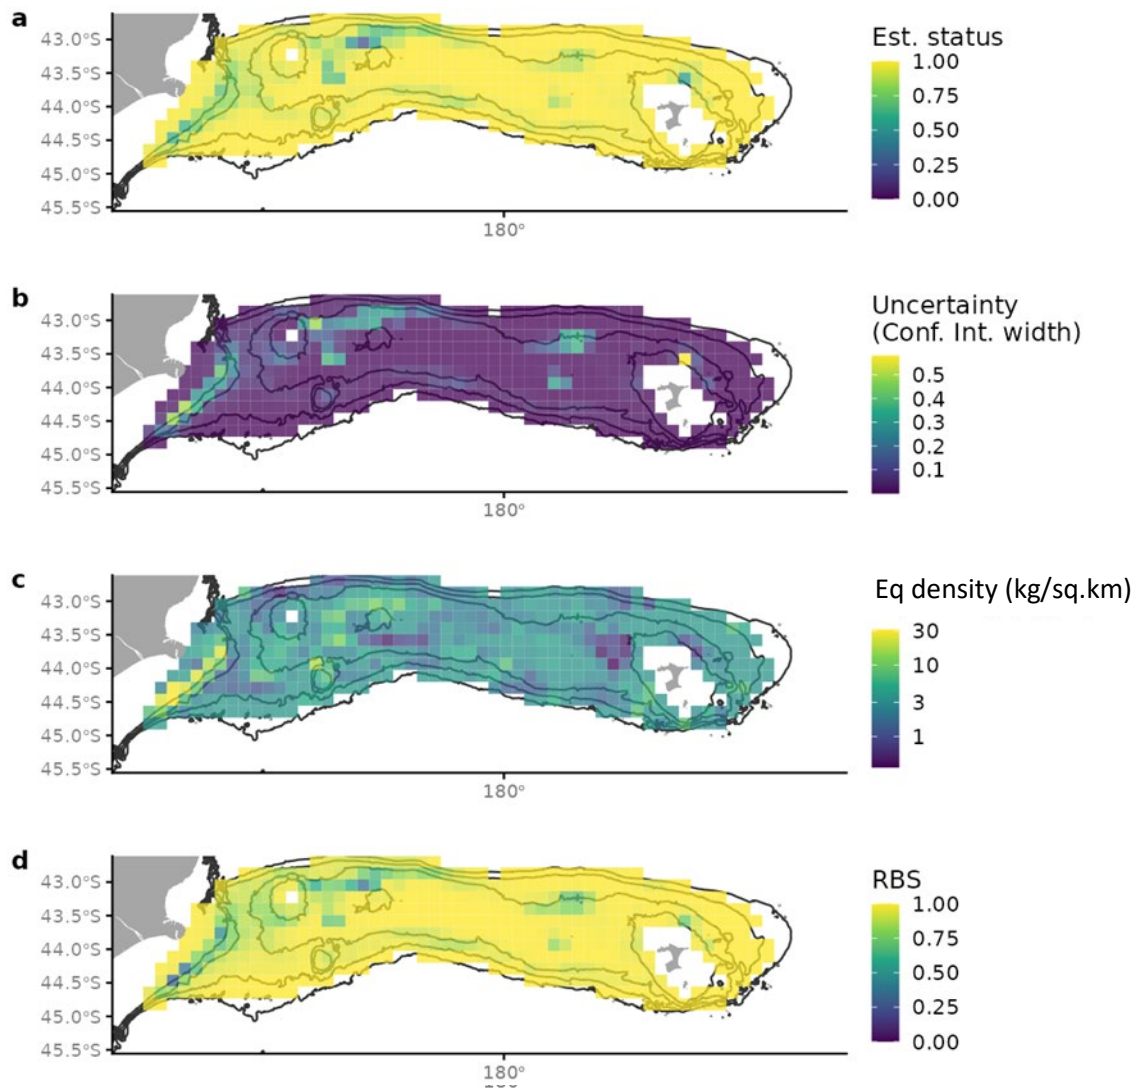 a
43.0°S
43.5°S
44.0°S
44.5°S
45.0°S
45.5°S
180°
Est. status
1.00
0.75
0.50
0.25
0.00
b
43.0°S
43.5°S
44.0°S
44.5°S
45.0°S
45.5°S
180°
Uncertainty
(Conf. Int. width)
0.5
0.4
0.3
0.2
0.1
c
43.0°S
43.5°S
44.0°S
44.5°S
45.0°S
45.5°S
180°
Eq density (kg/sq.km)
30
10
3
1
d
43.0°S
43.5°S
44.0°S
44.5°S
45.0°S
45.5°S
180°
RBS
1.00
0.75
0.50
0.25
0.00